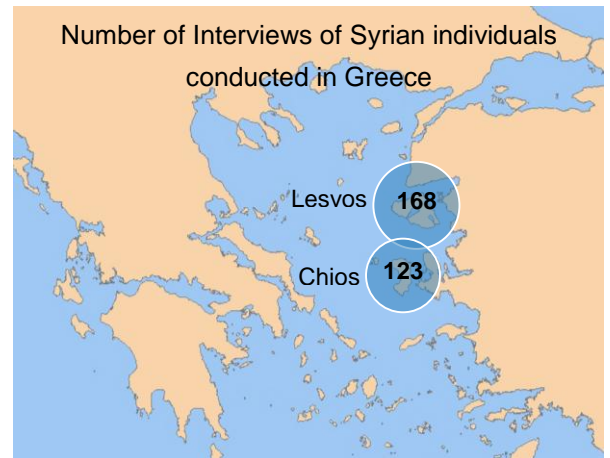 Number of Interviews of Syrian individuals
conducted in Greece
Lesvos 168
Chios 123